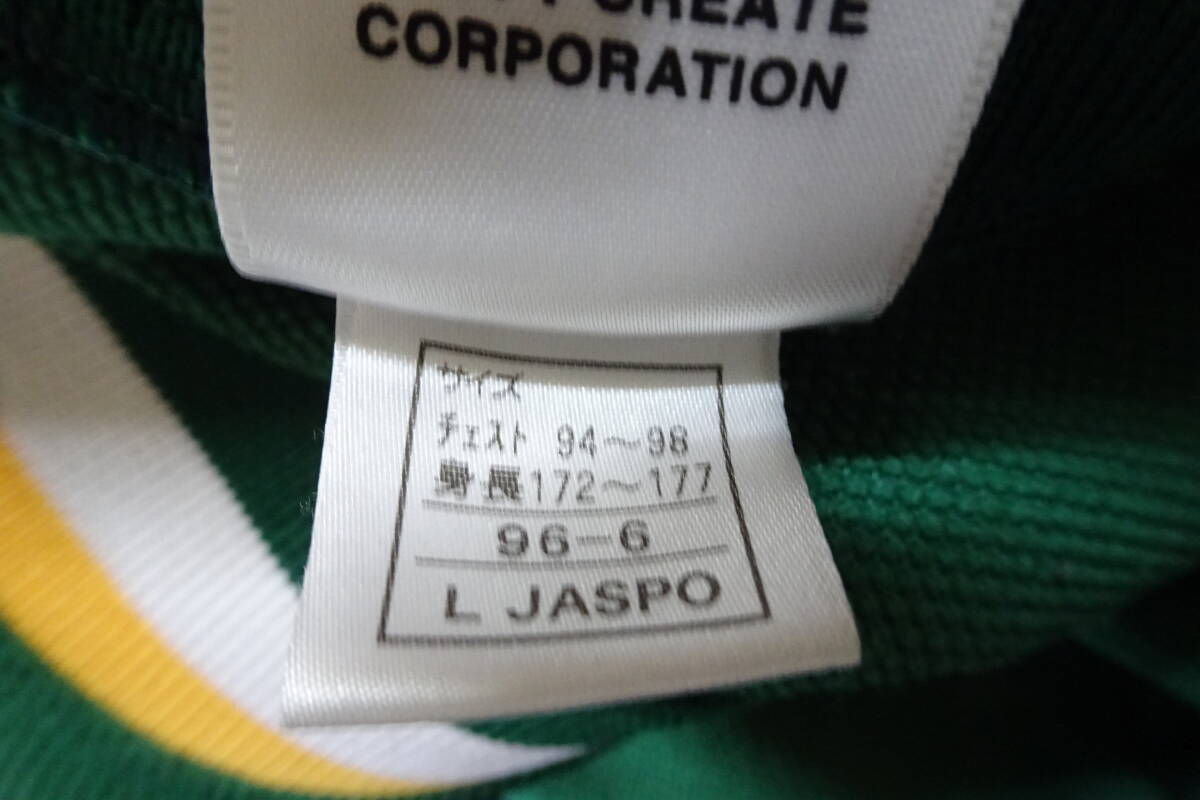 CREATE
CORPORATION
サイズ
チェスト 94～98
身長172～177
96-6
L JASPO